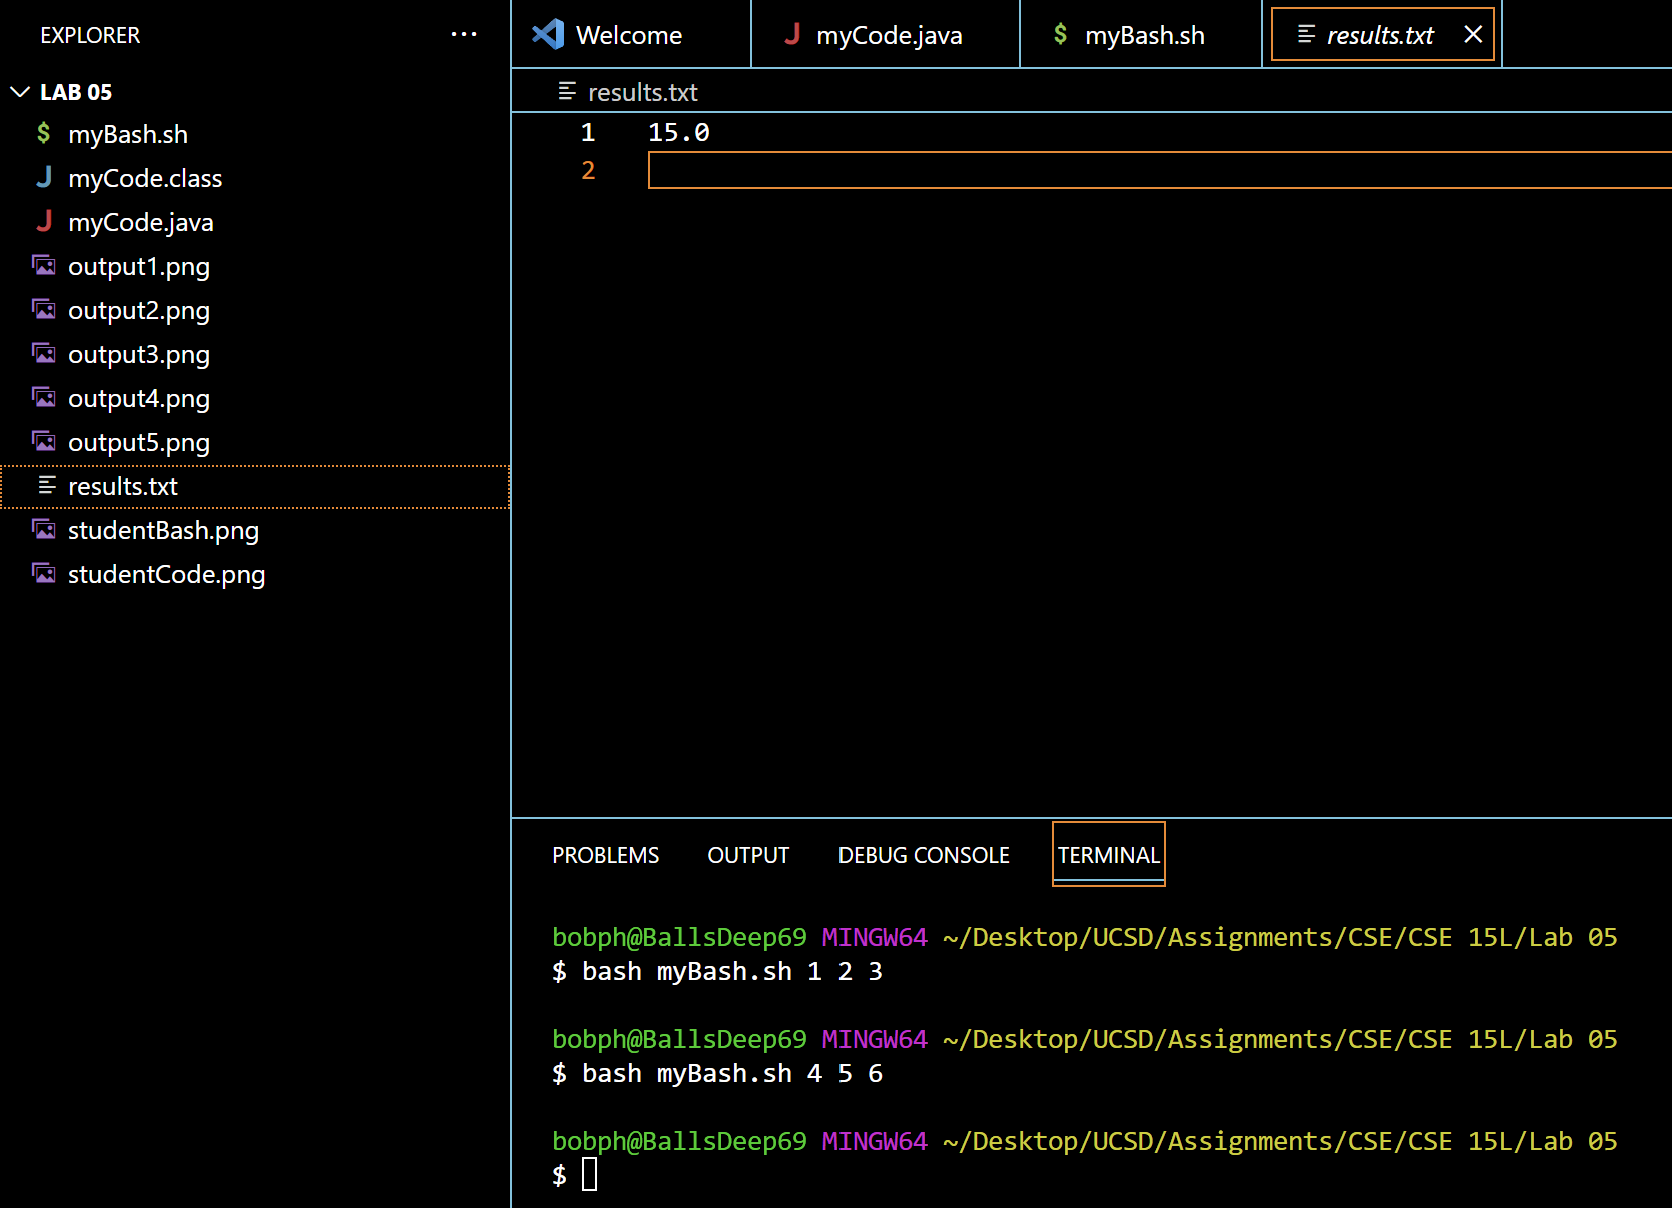 EXPLORER
···
LAB 05
$ myBash.sh
J myCode.class
J myCode.java
output1.png
output2.png
output3.png
output4.png
output5.png
results.txt
studentBash.png
studentCode.png
Welcome
J myCode.java
$ myBash.sh
results.txt
results.txt
1 15.0
2
PROBLEMS OUTPUT DEBUG CONSOLE TERMINAL
bobph@BallsDeep69 MINGW64 ~/Desktop/UCSD/Assignments/CSE/CSE 15L/Lab 05
$ bash myBash.sh 1 2 3
bobph@BallsDeep69 MINGW64 ~/Desktop/UCSD/Assignments/CSE/CSE 15L/Lab 05
$ bash myBash.sh 4 5 6
bobph@BallsDeep69 MINGW64 ~/Desktop/UCSD/Assignments/CSE/CSE 15L/Lab 05
$